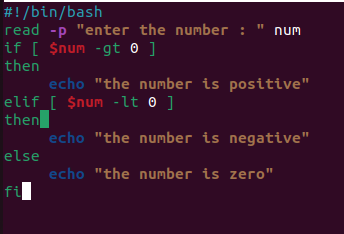 #!/bin/bash
read -p "enter the number : " num
if [ $num -gt 0 ]
then
        echo "the number is positive"
elif [ $num -lt 0 ]
then
        echo "the number is negative"
else
        echo "the number is zero"
fi